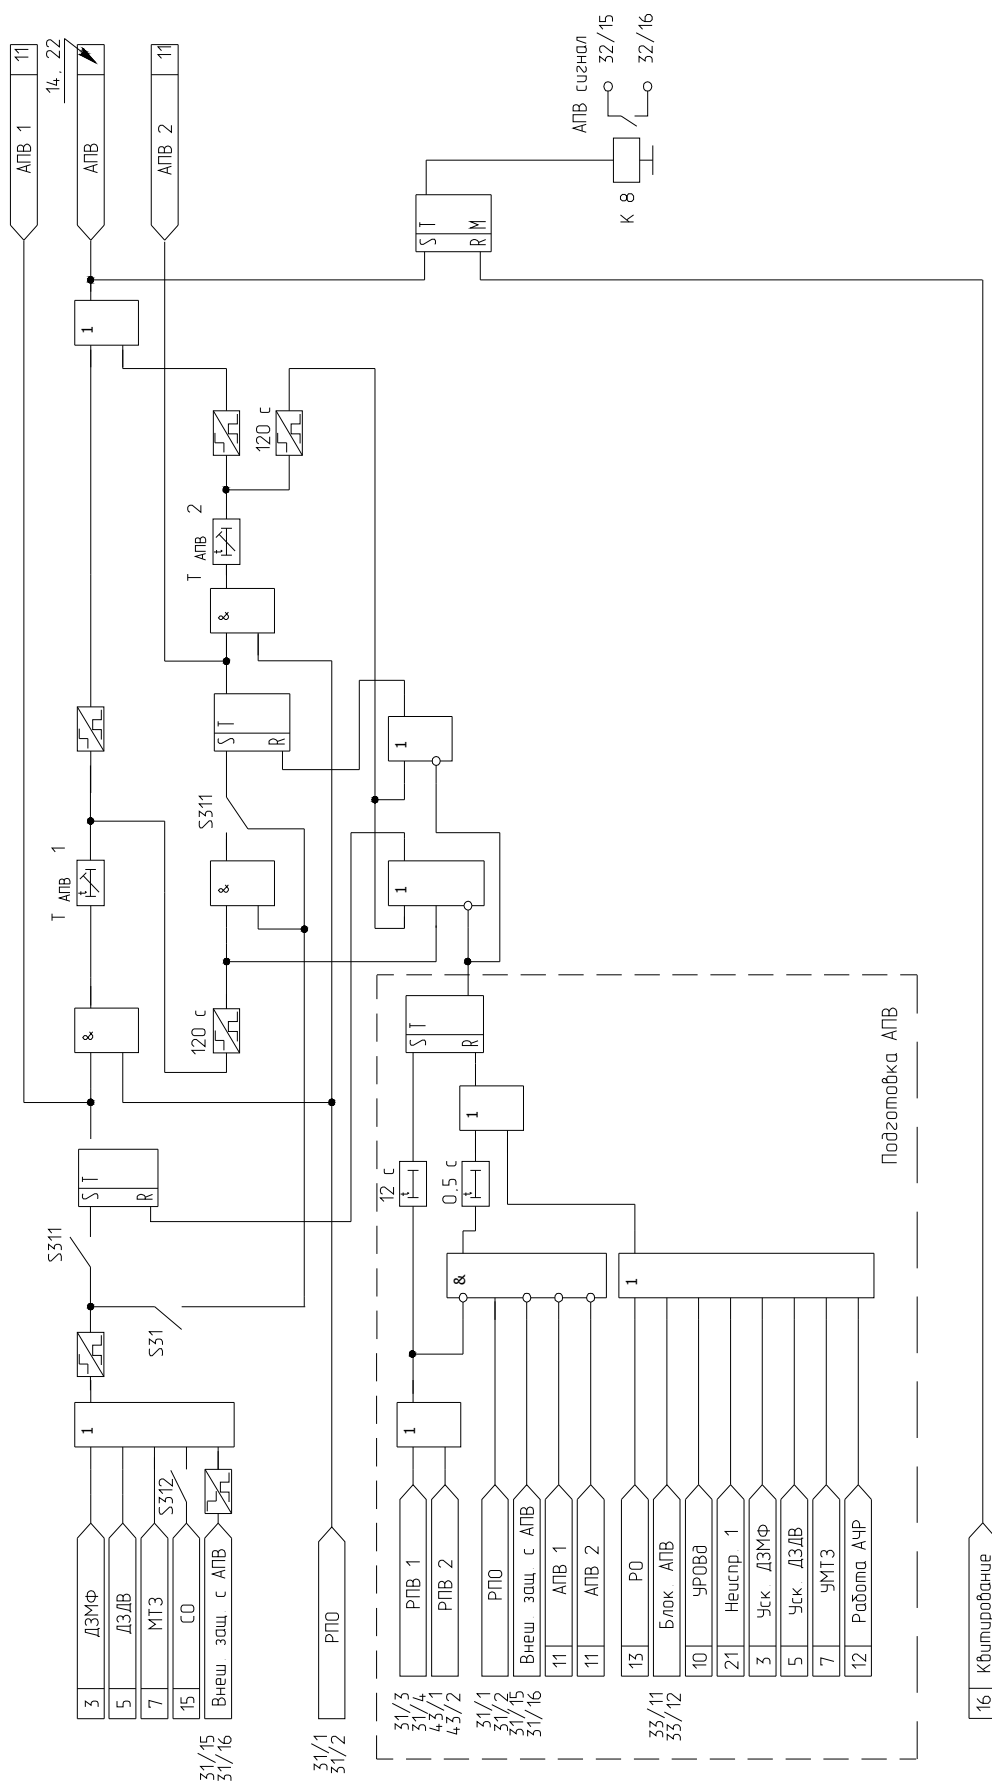 3 ДЗМФ
5 ДЗДВ
7 МТЗ
15 СО
31/15
31/16
Внеш. защ с АПВ
S312
1
S31
S311
S T
R
&
T АПВ 1
1
АПВ 1 11
АПВ
14, 22
АПВ 2 11
120 с
&
S311
S T
R
&
T АПВ 2
120 с
31/1
31/2
РПО
1
1
S T
R M
К 8
АПВ сигнал
32/15
32/16
31/3
31/4
РПВ 1
43/1
43/2
РПВ 2
1
12 с
31/1
31/2
РПО
31/15
31/16
Внеш. защ с АПВ
11 АПВ 1
11 АПВ 2
&
0.5 с
1
S T
R
13 РО
33/11
33/12
Блок АПВ
10 УРОВд
21 Неиспр. 1
3 Уск ДЗМФ
5 Уск ДЗДВ
7 УМТЗ
12 Работа АЧР
1
Подготовка АПВ
16 Квитирование